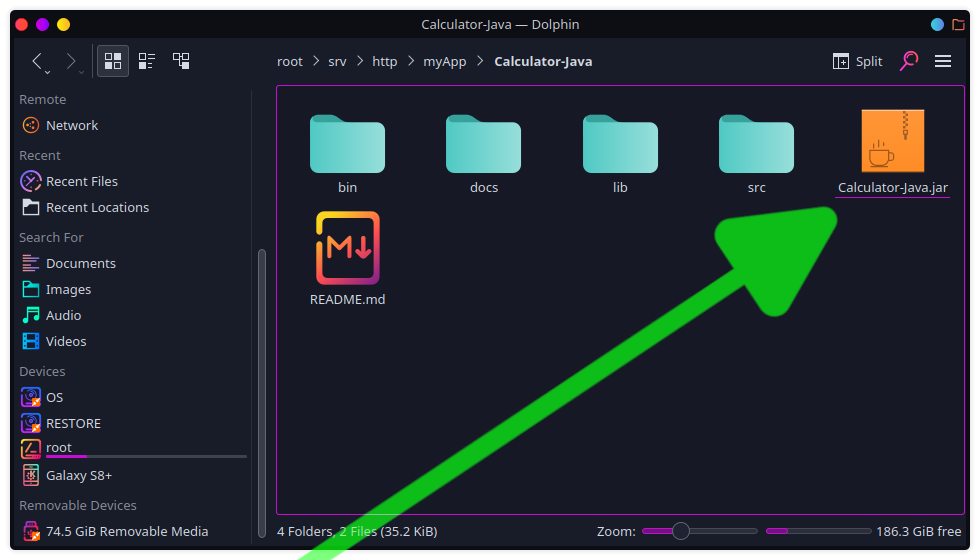 Calculator-Java — Dolphin
root > srv > http > myApp > Calculator-Java
Split
Remote
Network
Recent
Recent Files
Recent Locations
Search For
Documents
Images
Audio
Videos
Devices
OS
RESTORE
root
Galaxy S8+
Removable Devices
74.5 GiB Removable Media
bin
docs
lib
src
Calculator-Java.jar
M
README.md
4 Folders, 2 Files (35.2 KiB)
Zoom:
186.3 GiB free